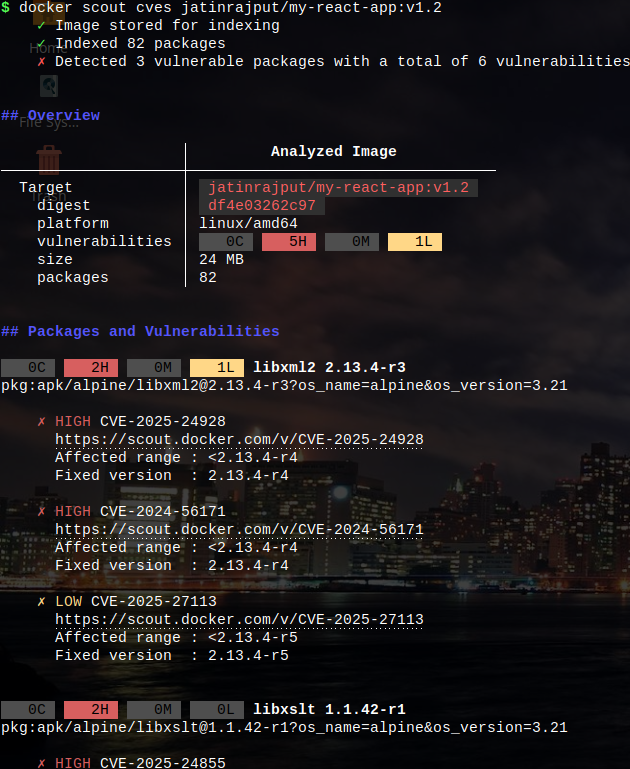 $ docker scout cves jatinrajput/my-react-app:v1.2
✓ Image stored for indexing
✓ Indexed 82 packages
✗ Detected 3 vulnerable packages with a total of 6 vulnerabilities
Home
## Overview
File Sys...
Analyzed Image
Target jatinrajput/my-react-app:v1.2
Trash
digest df4e03262c97
platform linux/amd64
vulnerabilities 0C 5H 0M 1L
size 24 MB
packages 82
## Packages and Vulnerabilities
0C 2H 0M 1L libxml2 2.13.4-r3
pkg:apk/alpine/libxml2@2.13.4-r3?os_name=alpine&os_version=3.21
✗ HIGH CVE-2025-24928
https://scout.docker.com/v/CVE-2025-24928
Affected range : <2.13.4-r4
Fixed version : 2.13.4-r4
✗ HIGH CVE-2024-56171
https://scout.docker.com/v/CVE-2024-56171
Affected range : <2.13.4-r4
Fixed version : 2.13.4-r4
✗ LOW CVE-2025-27113
https://scout.docker.com/v/CVE-2025-27113
Affected range : <2.13.4-r5
Fixed version : 2.13.4-r5
0C 2H 0M 0L libxslt 1.1.42-r1
pkg:apk/alpine/libxslt@1.1.42-r1?os_name=alpine&os_version=3.21
✗ HIGH CVE-2025-24855